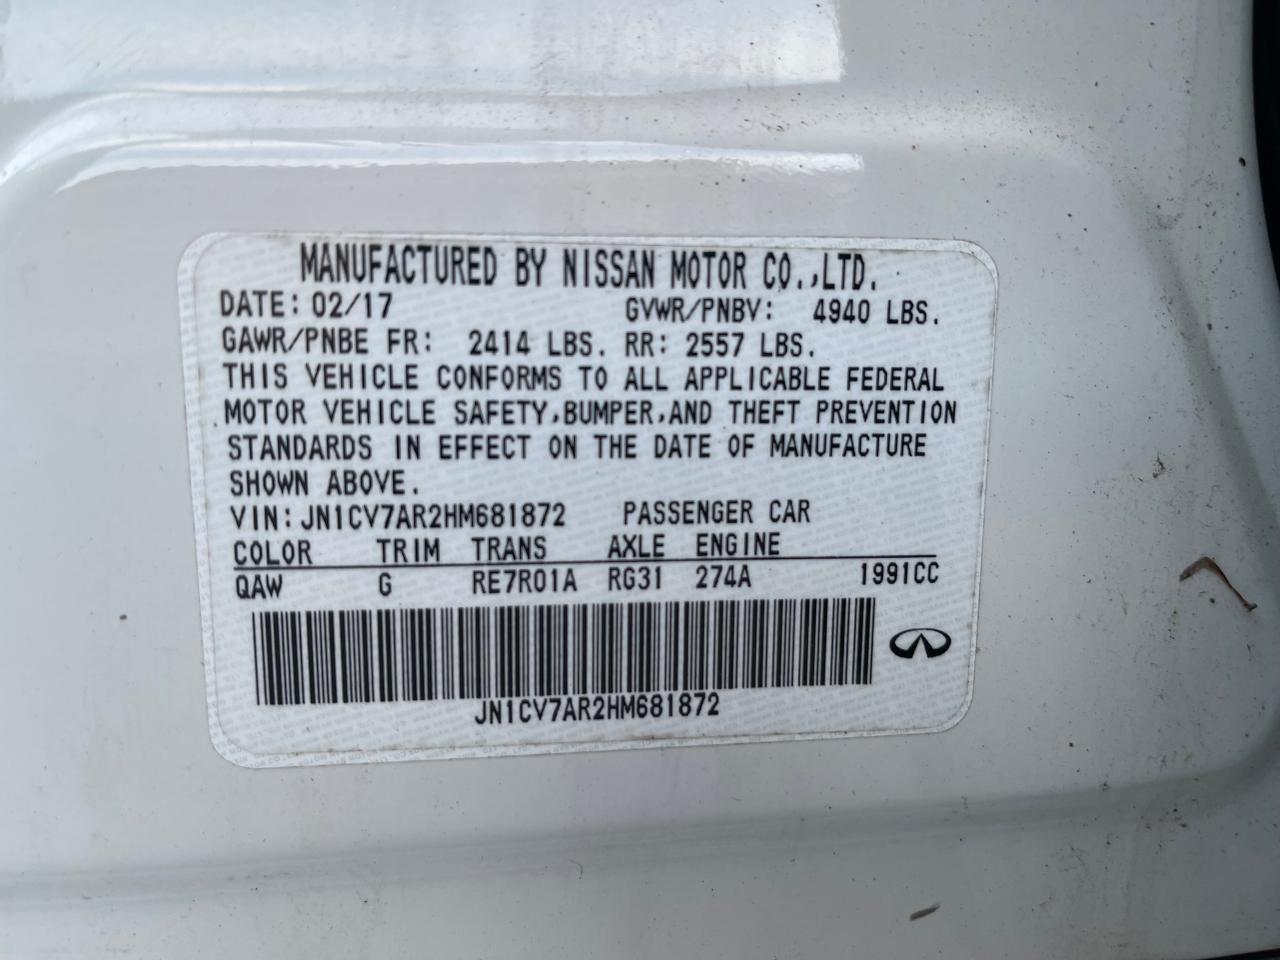 MANUFACTURED BY NISSAN MOTOR CO.,LTD.
DATE: 02/17 GVWR/PNBV: 4940 LBS.
GAWR/PNBE FR: 2414 LBS. RR: 2557 LBS.
THIS VEHICLE CONFORMS TO ALL APPLICABLE FEDERAL
MOTOR VEHICLE SAFETY,BUMPER,AND THEFT PREVENTION
STANDARDS IN EFFECT ON THE DATE OF MANUFACTURE
SHOWN ABOVE.
VIN: JN1CV7AR2HM681872 PASSENGER CAR
COLOR TRIM TRANS AXLE ENGINE
QAW G RE7R01A RG31 274A 1991CC
JN1CV7AR2HM681872